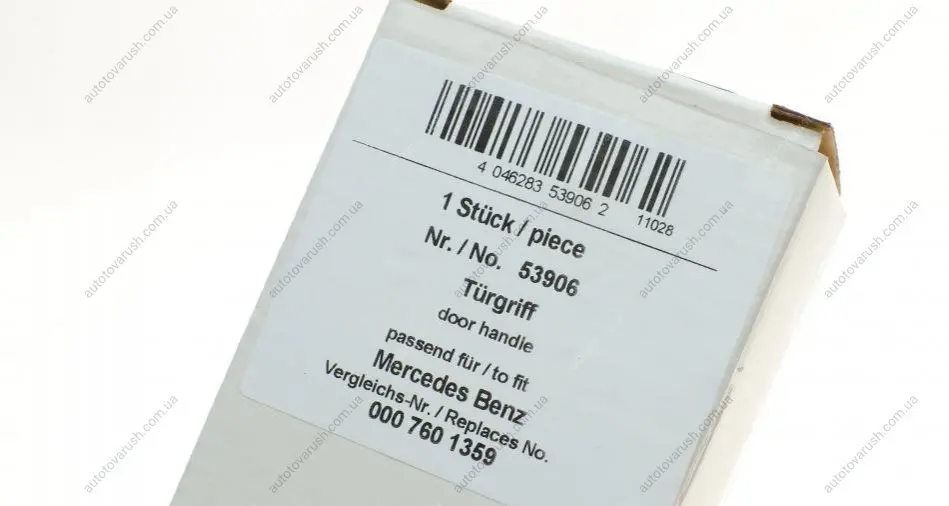 4 046283 53906 2 11028
1 Stück / piece
Nr. / No. 53906
Türgriff
door handle
passend für / to fit
Mercedes Benz
Vergleichs-Nr. / Replaces No.
000 760 1359
autotovarush.com.ua